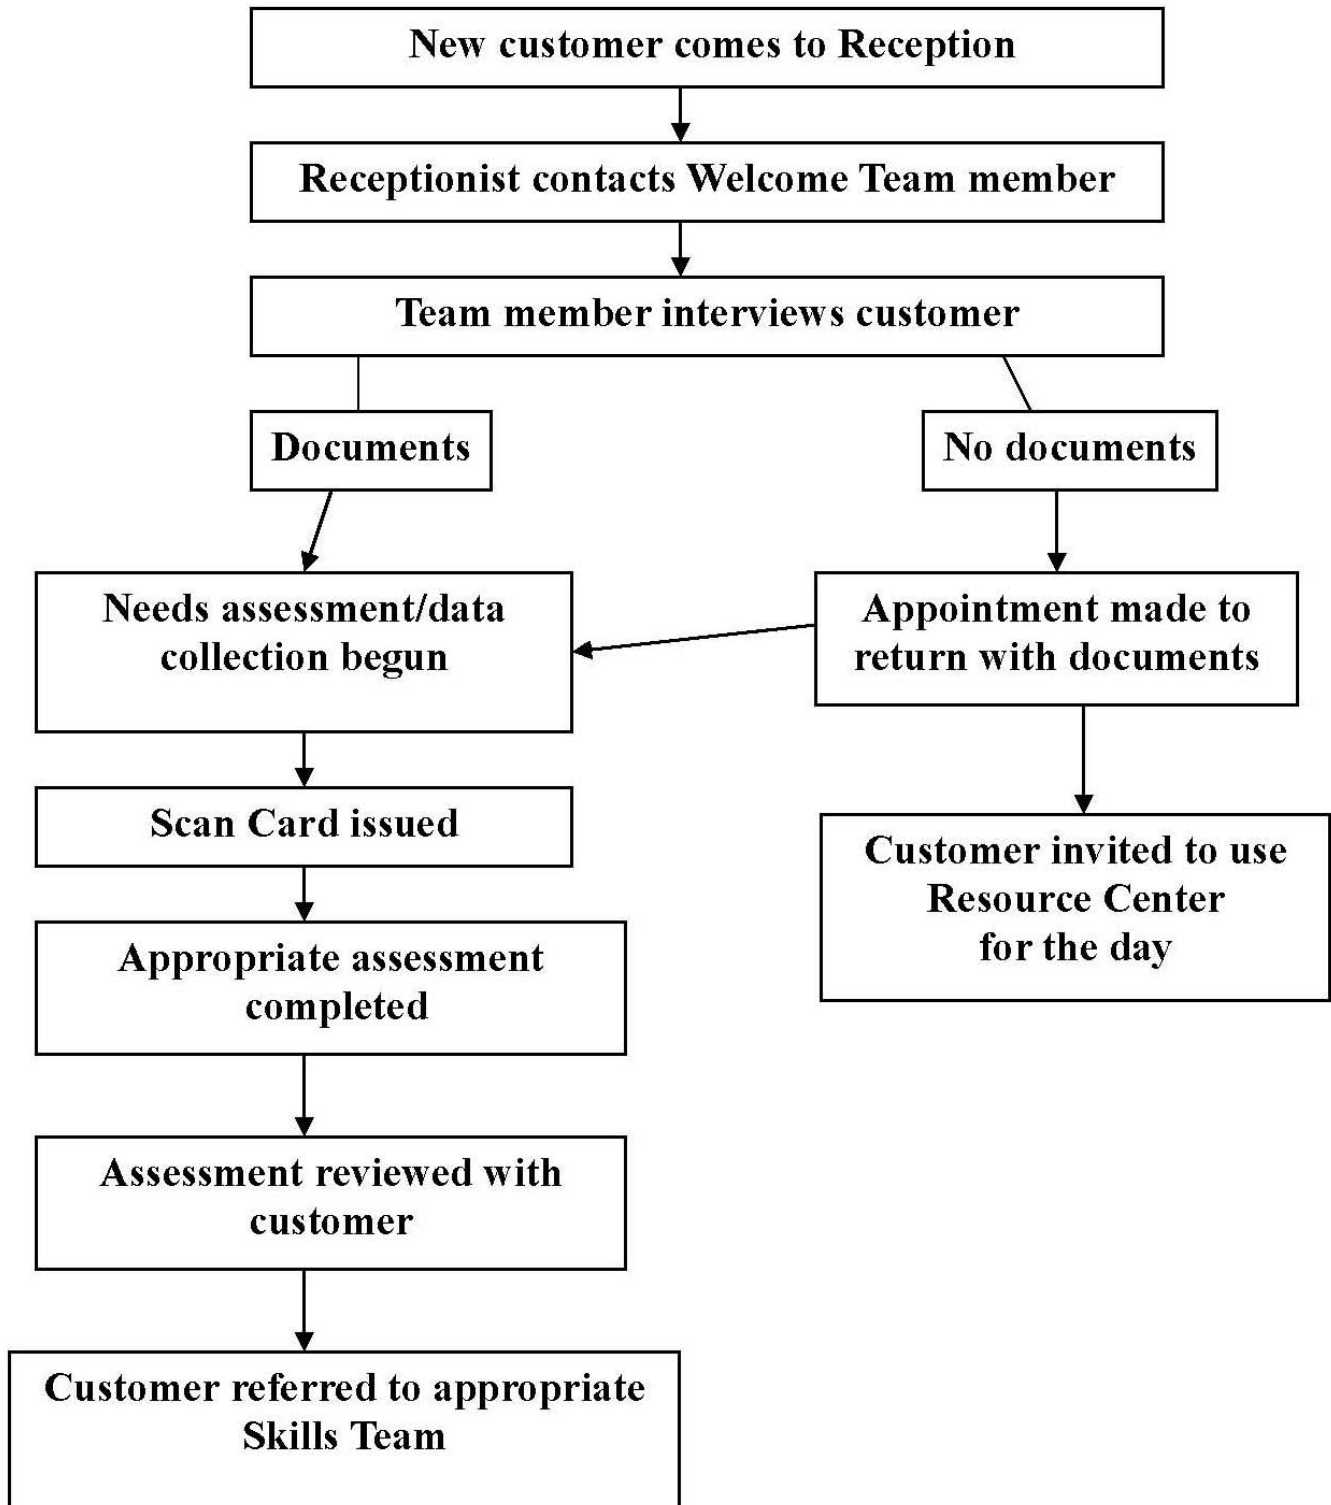 New customer comes to Reception
Receptionist contacts Welcome Team member
Team member interviews customer
Documents
No documents
Needs assessment/data
collection begun
Appointment made to
return with documents
Scan Card issued
Customer invited to use
Resource Center
for the day
Appropriate assessment
completed
Assessment reviewed with
customer
Customer referred to appropriate
Skills Team